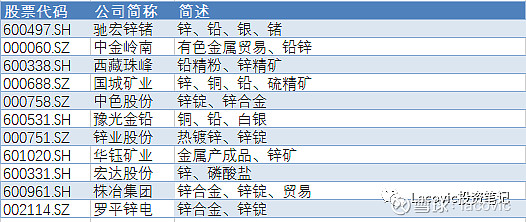 股票代码 公司简称 简述
600497.SH 驰宏锌锗 锌、铅、银、锗
000060.SZ 中金岭南 有色金属贸易、铅锌
600338.SH 西藏珠峰 铅精粉、锌精矿
000688.SZ 国城矿业 锌、铜、铅、硫精矿
000758.SZ 中色股份 锌锭、锌合金
600531.SH 豫光金铅 铜、铅、白银
000751.SZ 锌业股份 热镀锌、锌锭
601020.SH 华钰矿业 金属产成品、锌矿
600331.SH 宏达股份 锌、磷酸盐
600961.SH 株冶集团 锌合金、锌锭、贸易
002114.SZ 罗平锌电 锌合金、锌锭
Lacovic投资笔记